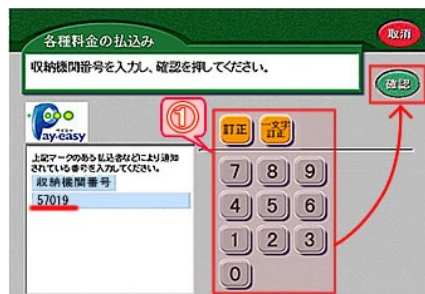 各種料金の払込み
取消
収納機関番号を入力し、確認を押してください。
確認
Pay-easy
ペイジー
①
訂正
一文字
訂正
上記マークのある払込書などにより通知
されている番号を入力してください。
収納機関番号
57019
7 8 9
4 5 6
1 2 3
0